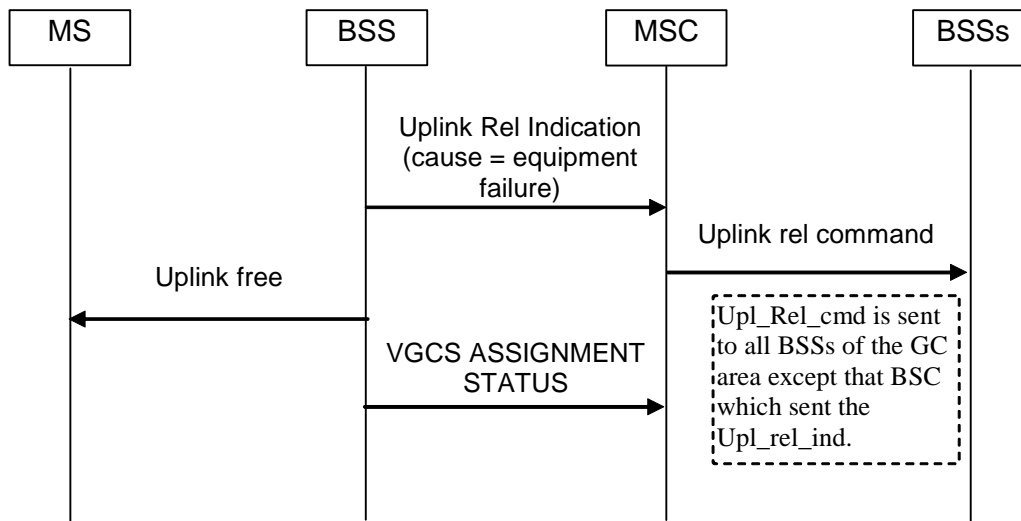 MS
BSS
MSC
BSSs
Uplink Rel Indication
(cause = equipment
failure)
Uplink rel command
Uplink free
Upl_Rel_cmd is sent
to all BSSs of the GC
area except that BSC
which sent the
Upl_rel_ind.
VGCS ASSIGNMENT
STATUS